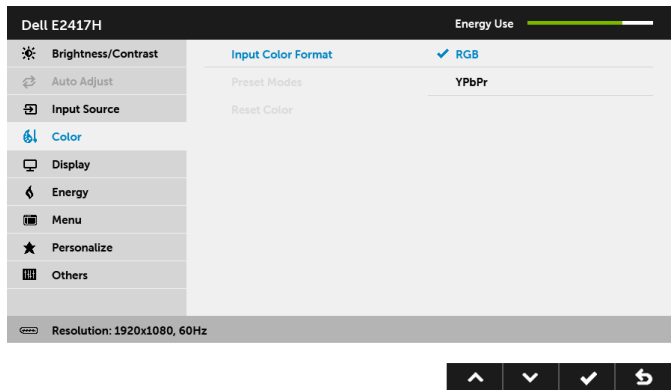 Dell E2417H Energy Use
Brightness/Contrast Input Color Format RGB
Auto Adjust Preset Modes YPbPr
Input Source Reset Color
Color
Display
Energy
Menu
Personalize
Others
Resolution: 1920x1080, 60Hz